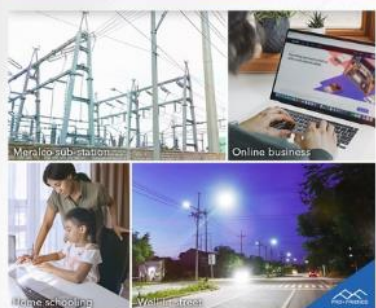 Meralco sub-station
Online business
Home schooling
Well-lit street
PRO-FRIENDS